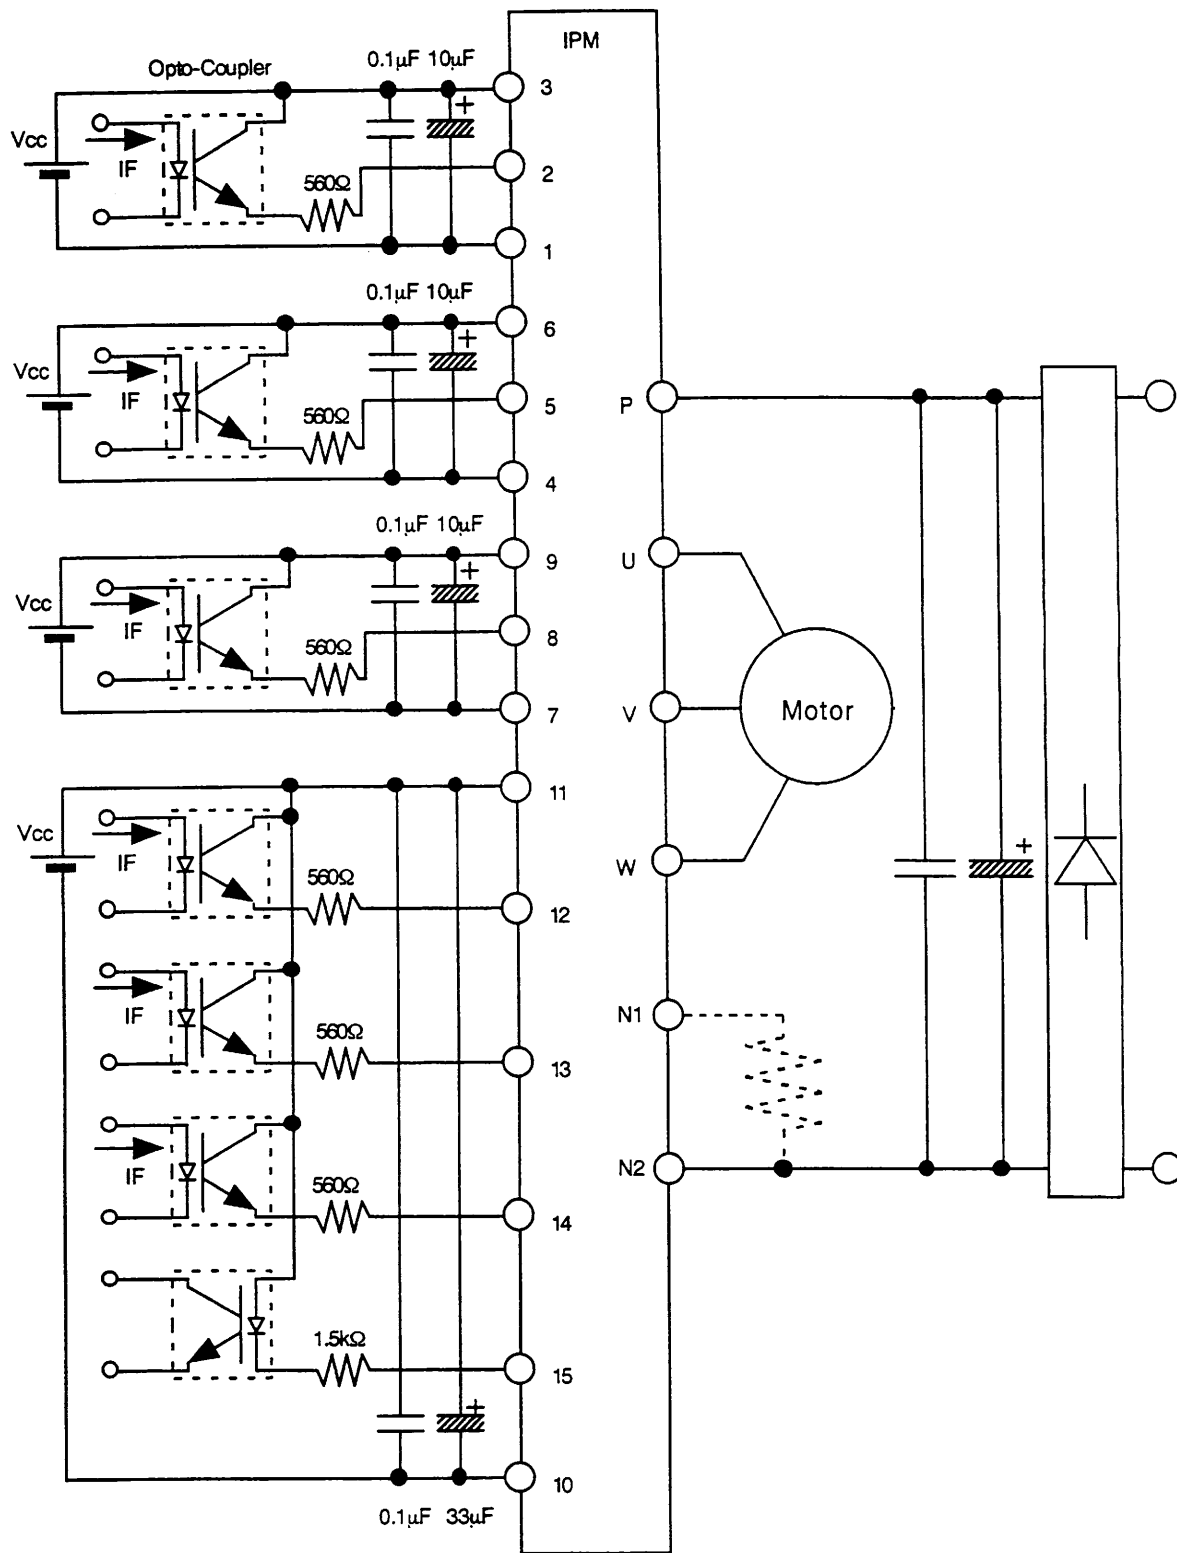 IPM
0.1µF 10µF
Opto-Coupler
3
Vcc
IF
2
560Ω
1
0.1µF 10µF
6
Vcc
IF
5
560Ω
4
P
0.1µF 10µF
9
U
Vcc
IF
8
560Ω
7
V
Motor
11
Vcc
IF
W
560Ω
12
N1
IF
560Ω
13
IF
N2
560Ω
14
1.5kΩ
15
10
0.1µF 33µF